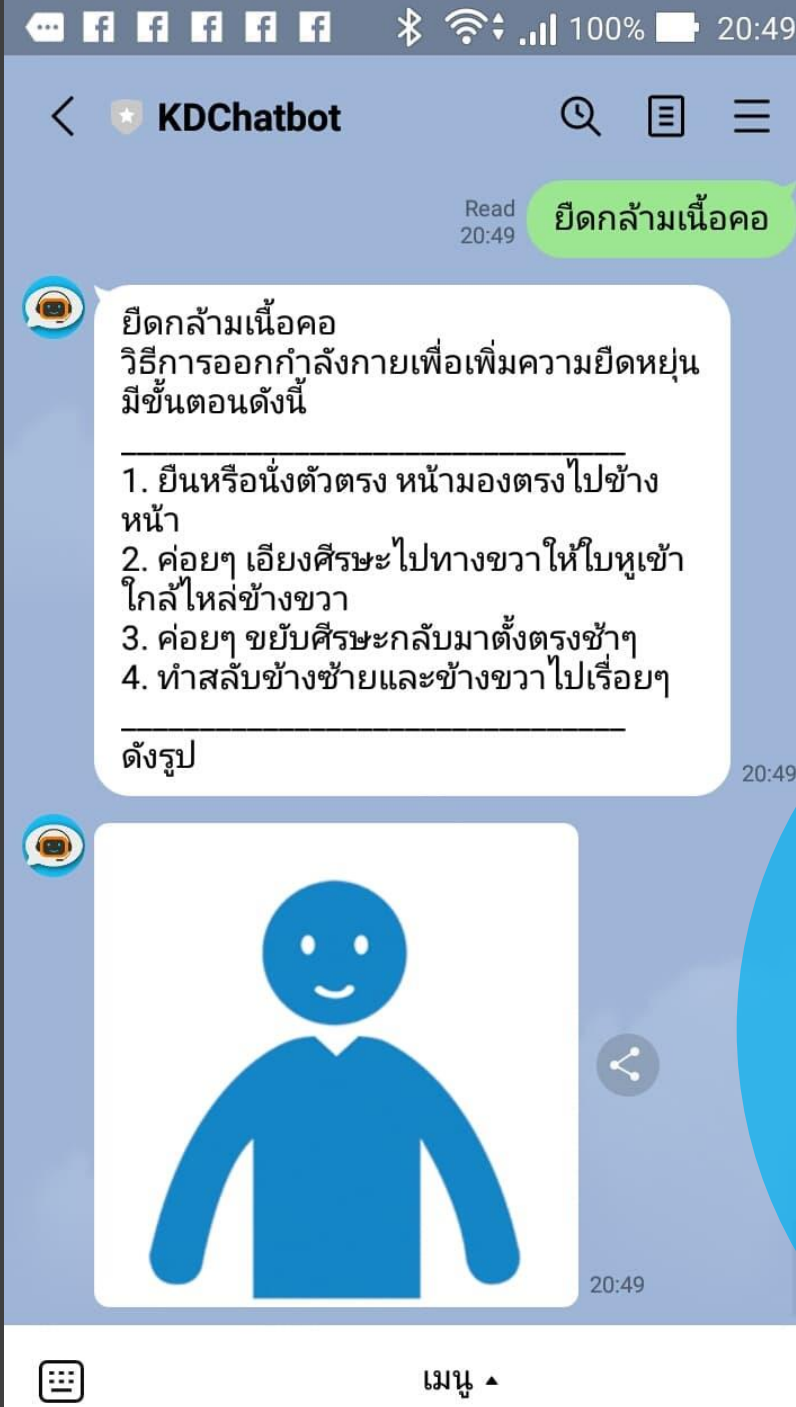 100% 20:49
KDChatbot
Read
20:49
ยืดกล้ามเนื้อคอ
ยืดกล้ามเนื้อคอ
วิธีการออกกำลังกายเพื่อเพิ่มความยืดหยุ่น
มีขั้นตอนดังนี้
1. ยืนหรือนั่งตัวตรง หน้ามองตรงไปข้าง
หน้า
2. ค่อยๆ เอียงศีรษะไปทางขวาให้ใบหูเข้า
ใกล้ไหล่ข้างขวา
3. ค่อยๆ ขยับศีรษะกลับมาตั้งตรงช้าๆ
4. ทำสลับข้างซ้ายและข้างขวาไปเรื่อยๆ
ดังรูป
20:49
20:49
เมนู